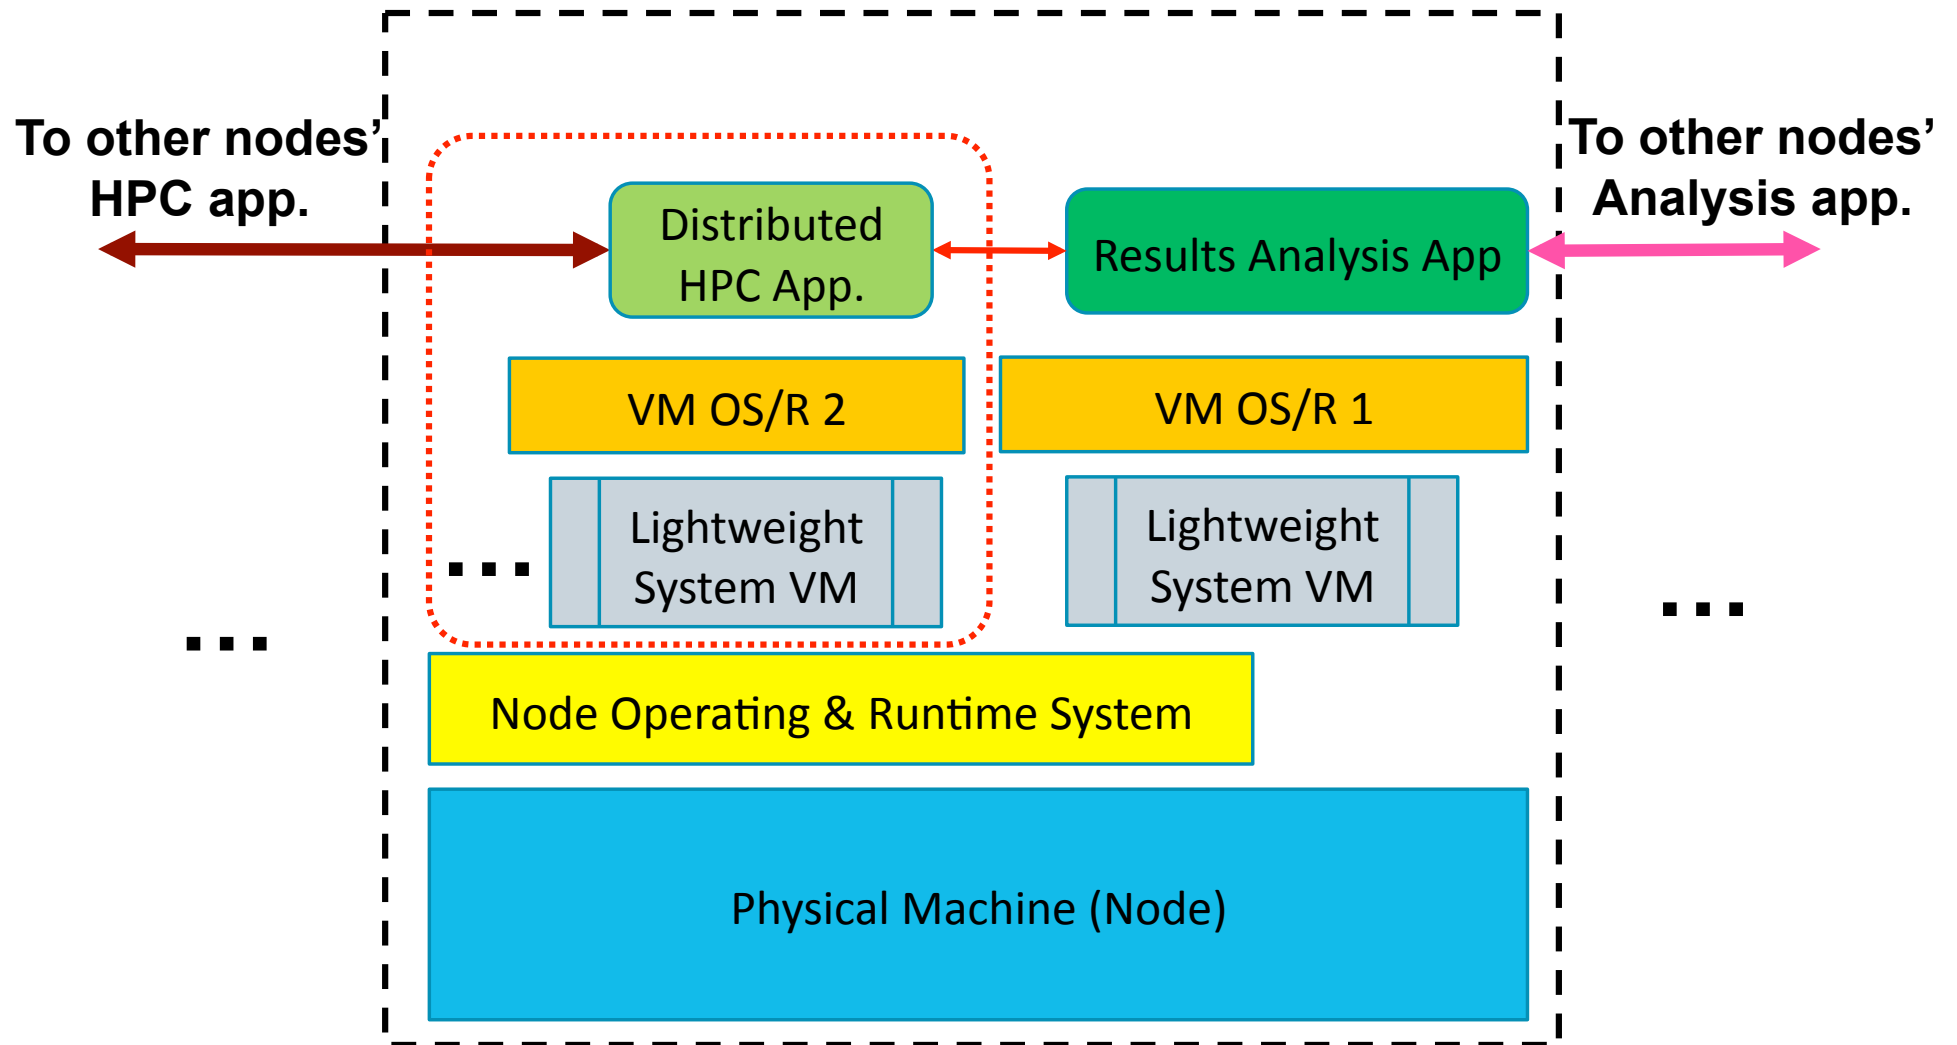 To other nodes’
HPC app.
To other nodes’
Analysis app.
Distributed
HPC App.
Results Analysis App
VM OS/R 2
VM OS/R 1
Lightweight
System VM
Lightweight
System VM
...
...
...
Node Operating & Runtime System
Physical Machine (Node)